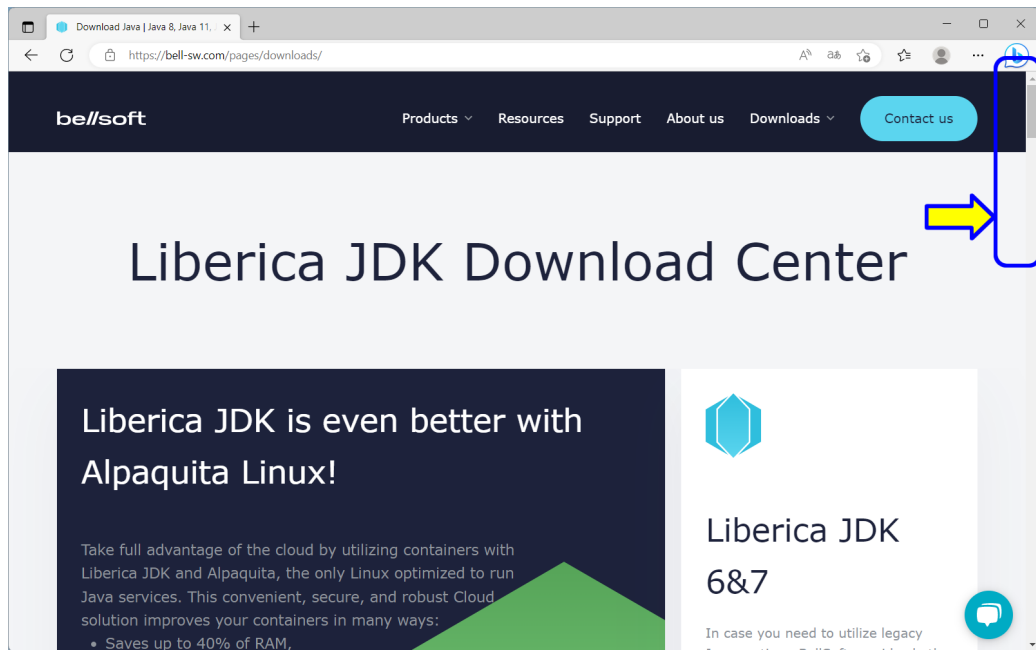 Download Java | Java 8, Java 11,
https://bell-sw.com/pages/downloads/
bellsoft
Products Resources Support About us Downloads Contact us
Liberica JDK Download Center
Liberica JDK is even better with
Alpaquita Linux!
Take full advantage of the cloud by utilizing containers with
Liberica JDK and Alpaquita, the only Linux optimized to run
Java services. This convenient, secure, and robust Cloud
solution improves your containers in many ways:
• Saves up to 40% of RAM,
Liberica JDK
6&7
In case you need to utilize legacy